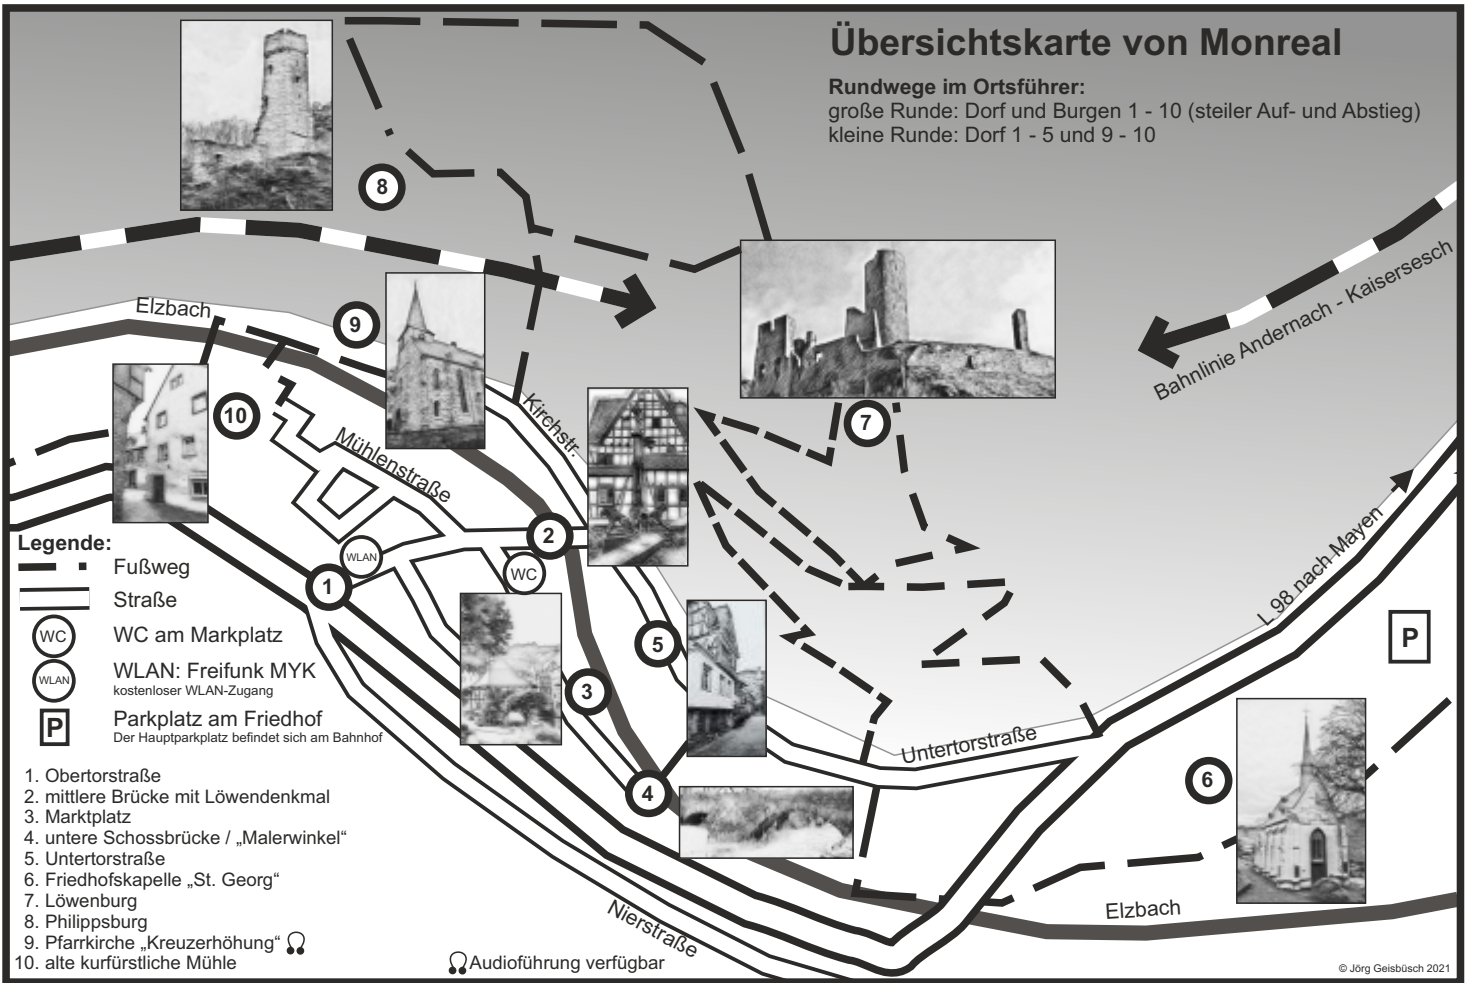 Übersichtskarte von Monreal
Rundwege im Ortsführer:
große Runde: Dorf und Burgen 1 - 10 (steiler Auf- und Abstieg)
kleine Runde: Dorf 1 - 5 und 9 - 10
8
Bahnlinie Andernach - Kaisersesch
Elzbach
9
10
Kirchstr.
Mühlenstraße
7
2
WLAN
WC
1
5
3
4
L 98 nach Mayen
P
Untertorstraße
6
Elzbach
Nierstraße
Legende:
Fußweg
Straße
WC WC am Markplatz
WLAN WLAN: Freifunk MYK
kostenloser WLAN-Zugang
P Parkplatz am Friedhof
Der Hauptparkplatz befindet sich am Bahnhof
1. Obertorstraße
2. mittlere Brücke mit Löwendenkmal
3. Marktplatz
4. untere Schossbrücke / „Malerwinkel“
5. Untertorstraße
6. Friedhofskapelle „St. Georg“
7. Löwenburg
8. Philippsburg
9. Pfarrkirche „Kreuzerhöhung“
10. alte kurfürstliche Mühle
Audioführung verfügbar
© Jörg Geisbüsch 2021